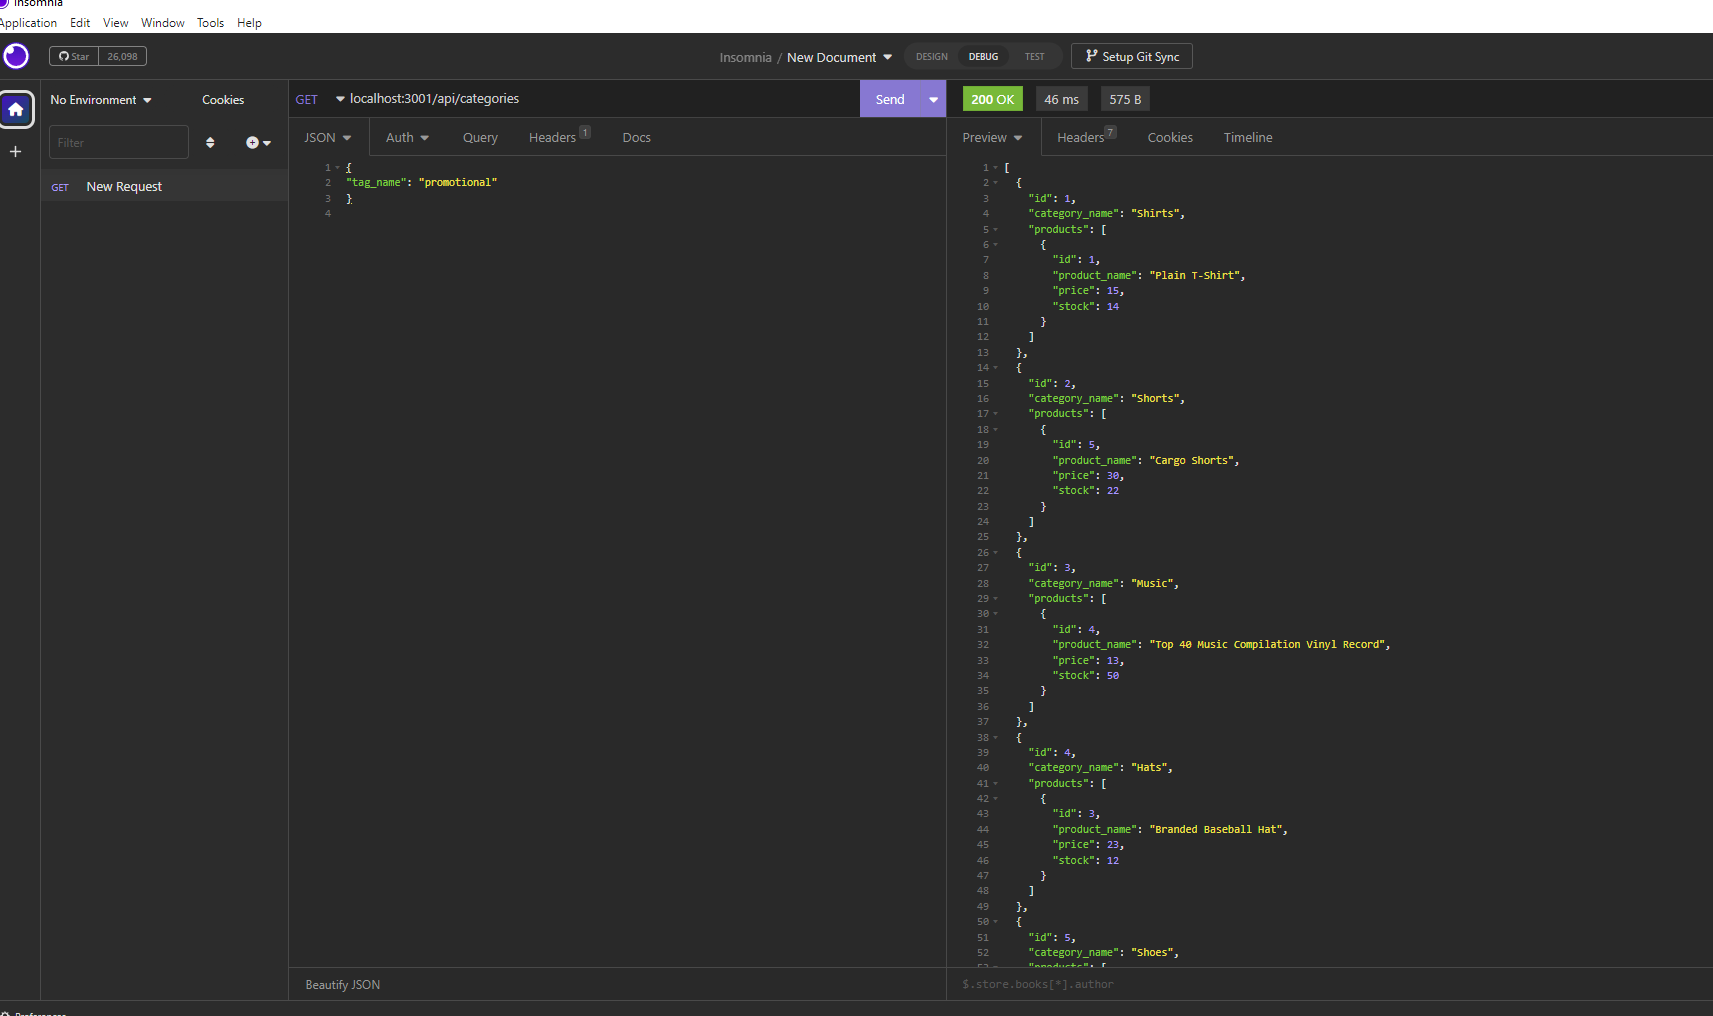 Insomnia
Application Edit View Window Tools Help
Star 26,098
Insomnia / New Document DESIGN DEBUG TEST Setup Git Sync
No Environment Cookies
Filter
GET New Request
GET localhost:3001/api/categories Send
JSON Auth Query Headers 1 Docs
1 {
2 "tag_name": "promotional"
3 }
4
Beautify JSON
200 OK 46 ms 575 B
Preview Headers 7 Cookies Timeline
1 [
2 {
3 "id": 1,
4 "category_name": "Shirts",
5 "products": [
6 {
7 "id": 1,
8 "product_name": "Plain T-Shirt",
9 "price": 15,
10 "stock": 14
11 }
12 ]
13 },
14 {
15 "id": 2,
16 "category_name": "Shorts",
17 "products": [
18 {
19 "id": 5,
20 "product_name": "Cargo Shorts",
21 "price": 30,
22 "stock": 22
23 }
24 ]
25 },
26 {
27 "id": 3,
28 "category_name": "Music",
29 "products": [
30 {
31 "id": 4,
32 "product_name": "Top 40 Music Compilation Vinyl Record",
33 "price": 13,
34 "stock": 50
35 }
36 ]
37 },
38 {
39 "id": 4,
40 "category_name": "Hats",
41 "products": [
42 {
43 "id": 3,
44 "product_name": "Branded Baseball Hat",
45 "price": 23,
46 "stock": 12
47 }
48 ]
49 },
50 {
51 "id": 5,
52 "category_name": "Shoes",
53 "products": [
$.store.books[*].author
Preferences